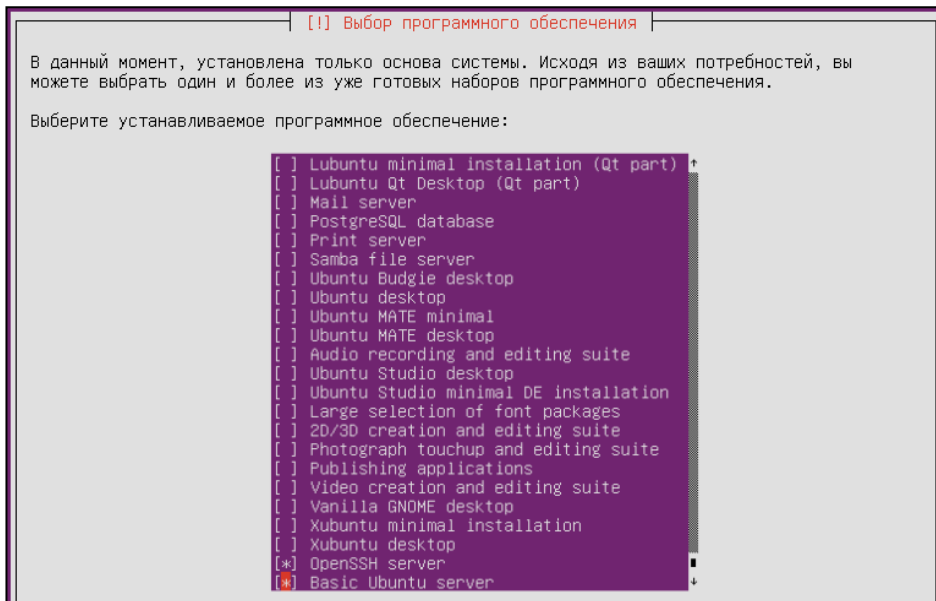 [!] Выбор программного обеспечения
В данный момент, установлена только основа системы. Исходя из ваших потребностей, вы
можете выбрать один и более из уже готовых наборов программного обеспечения.
Выберите устанавливаемое программное обеспечение:
[ ] Lubuntu minimal installation (Qt part) ↑
[ ] Lubuntu Qt Desktop (Qt part)
[ ] Mail server
[ ] PostgreSQL database
[ ] Print server
[ ] Samba file server
[ ] Ubuntu Budgie desktop
[ ] Ubuntu desktop
[ ] Ubuntu MATE minimal
[ ] Ubuntu MATE desktop
[ ] Audio recording and editing suite
[ ] Ubuntu Studio desktop
[ ] Ubuntu Studio minimal DE installation
[ ] Large selection of font packages
[ ] 2D/3D creation and editing suite
[ ] Photograph touchup and editing suite
[ ] Publishing applications
[ ] Video creation and editing suite
[ ] Vanilla GNOME desktop
[ ] Xubuntu minimal installation
[ ] Xubuntu desktop
[*] OpenSSH server
[*] Basic Ubuntu server ↓